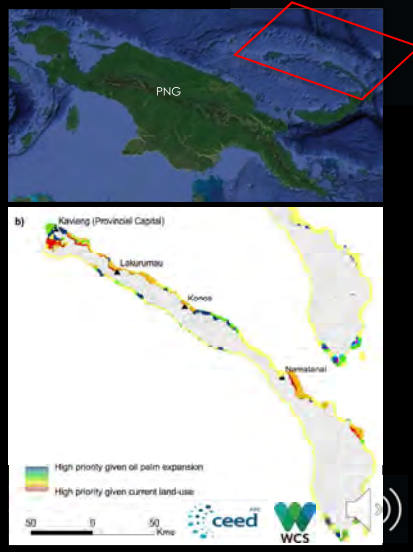 PNG
b)
Kavieng (Provincial Capital)
Lakurumau
Konos
Namatanai
High priority given oil palm expansion
High priority given current land-use
50 0 50
Kms
ceed
WCS